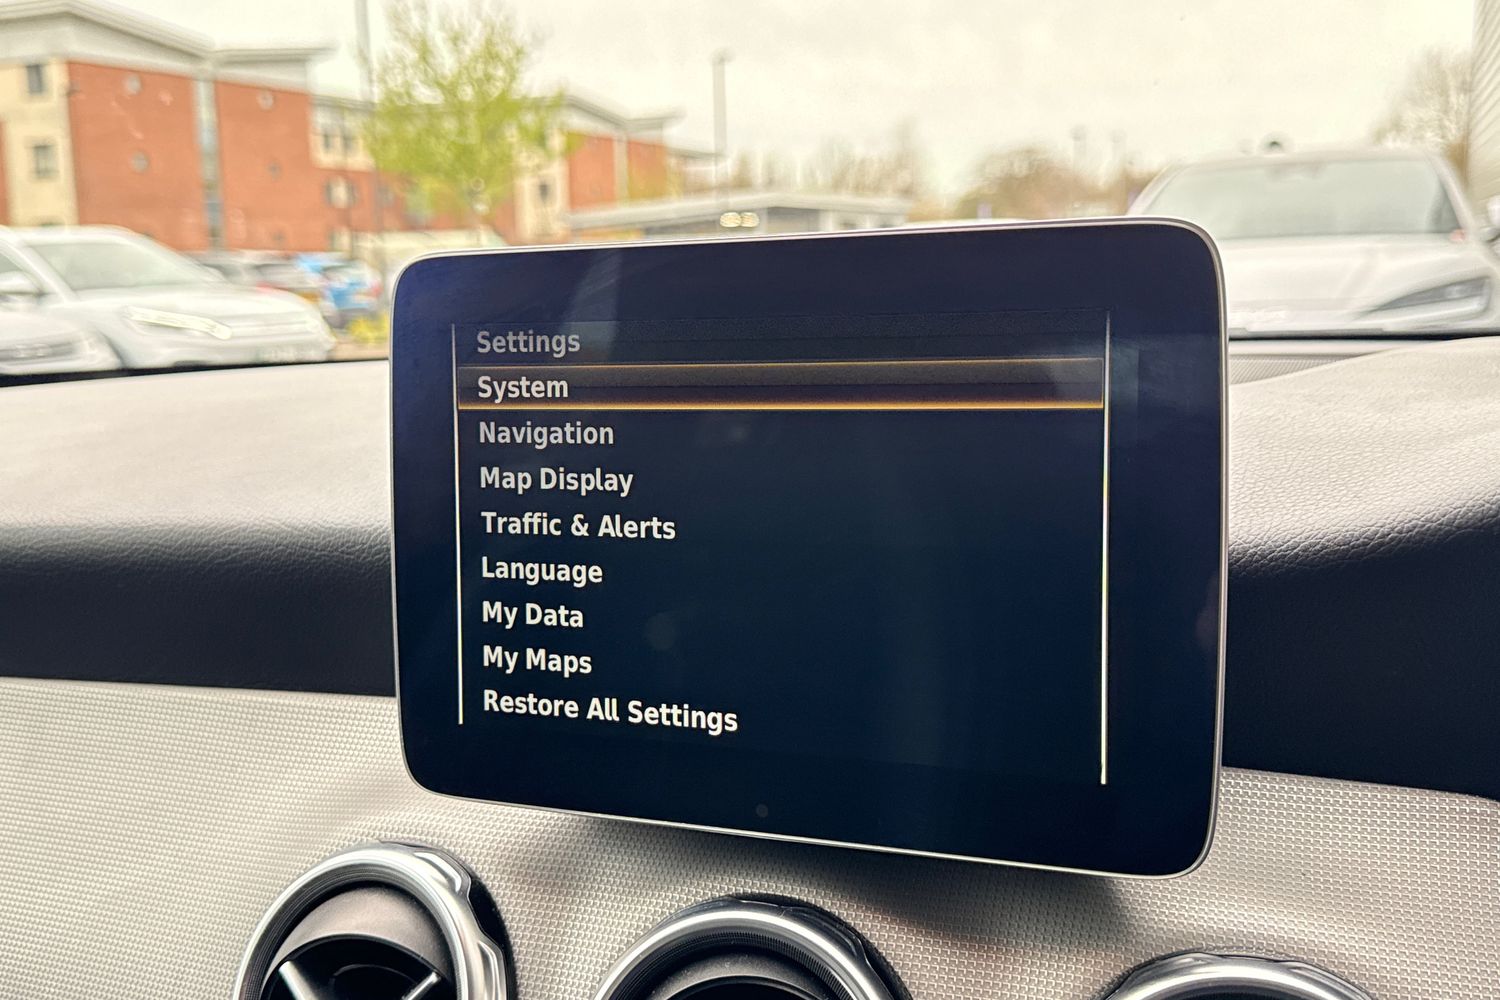 Settings
System
Navigation
Map Display
Traffic & Alerts
Language
My Data
My Maps
Restore All Settings